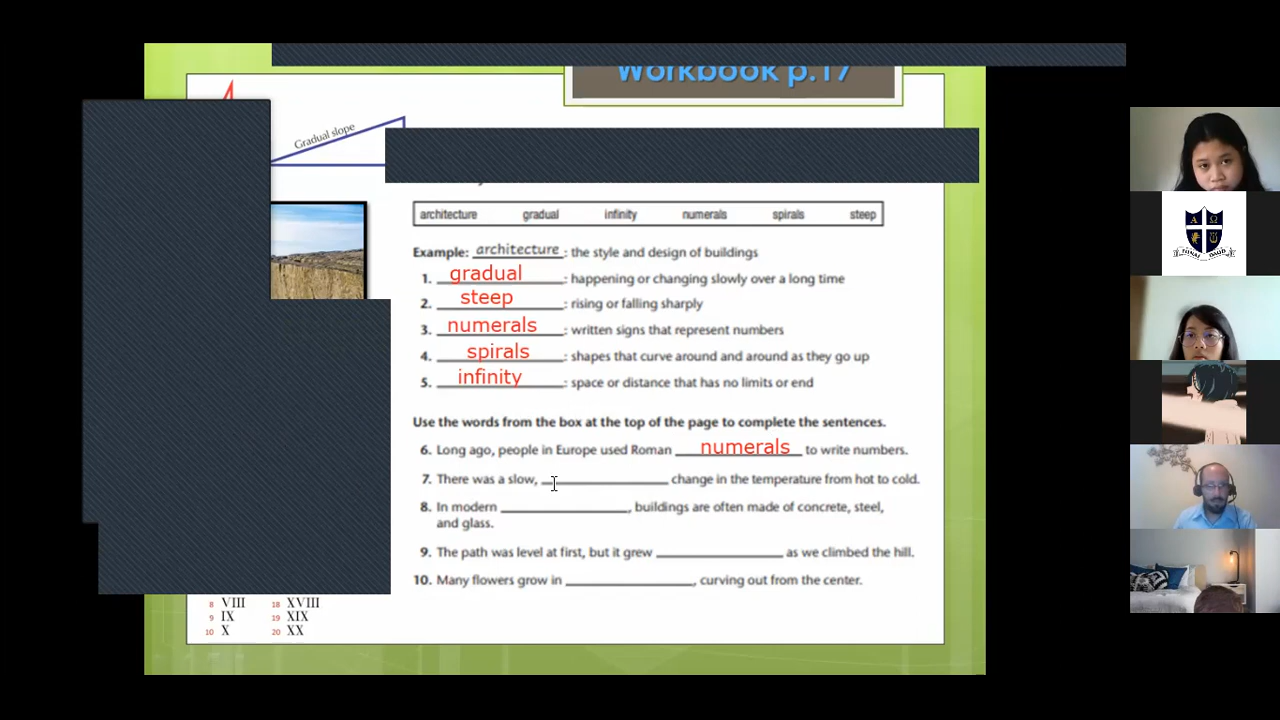 Workbook p.17
Gradual slope
architecture gradual infinity numerals spirals steep
Example: architecture : the style and design of buildings
1. gradual : happening or changing slowly over a long time
2. steep : rising or falling sharply
3. numerals : written signs that represent numbers
4. spirals : shapes that curve around and around as they go up
5. infinity : space or distance that has no limits or end
Use the words from the box at the top of the page to complete the sentences.
6. Long ago, people in Europe used Roman numerals to write numbers.
7. There was a slow, ____ change in the temperature from hot to cold.
8. In modern ____, buildings are often made of concrete, steel,
and glass.
9. The path was level at first, but it grew ____ as we climbed the hill.
10. Many flowers grow in ____, curving out from the center.
8 VIII 18 XVIII
9 IX 19 XIX
10 X 20 XX
Α Ω